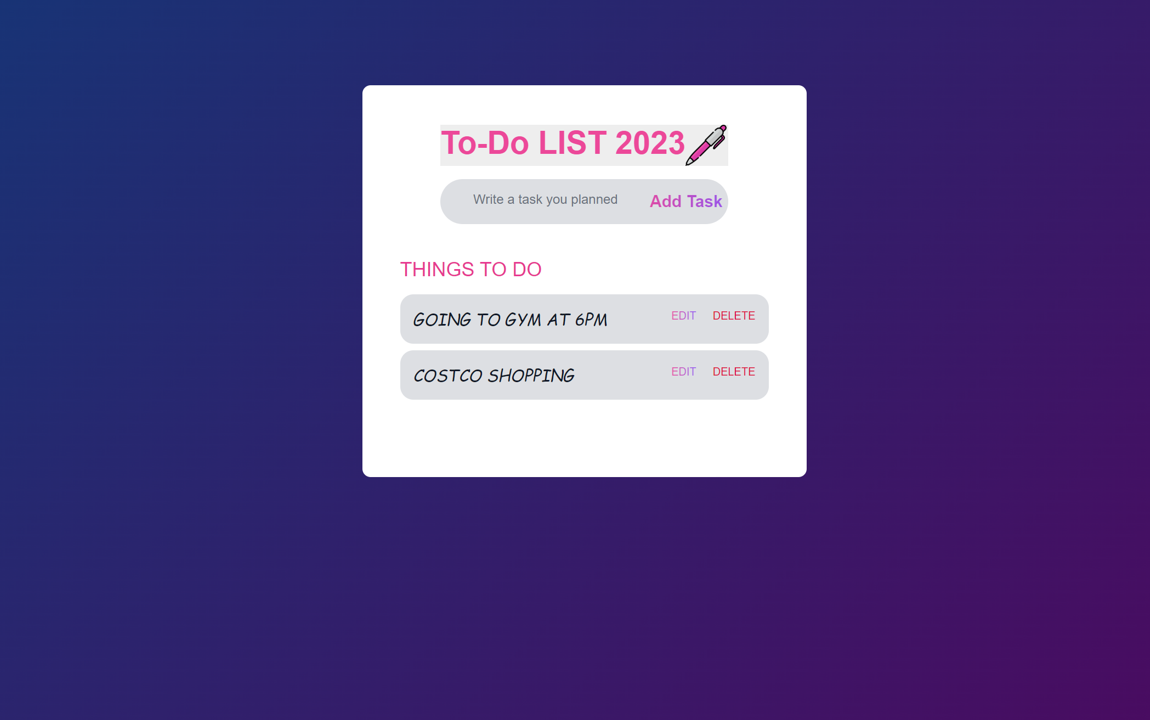 To-Do LIST 2023
Write a task you planned Add Task
THINGS TO DO
GOING TO GYM AT 6PM EDIT DELETE
COSTCO SHOPPING EDIT DELETE